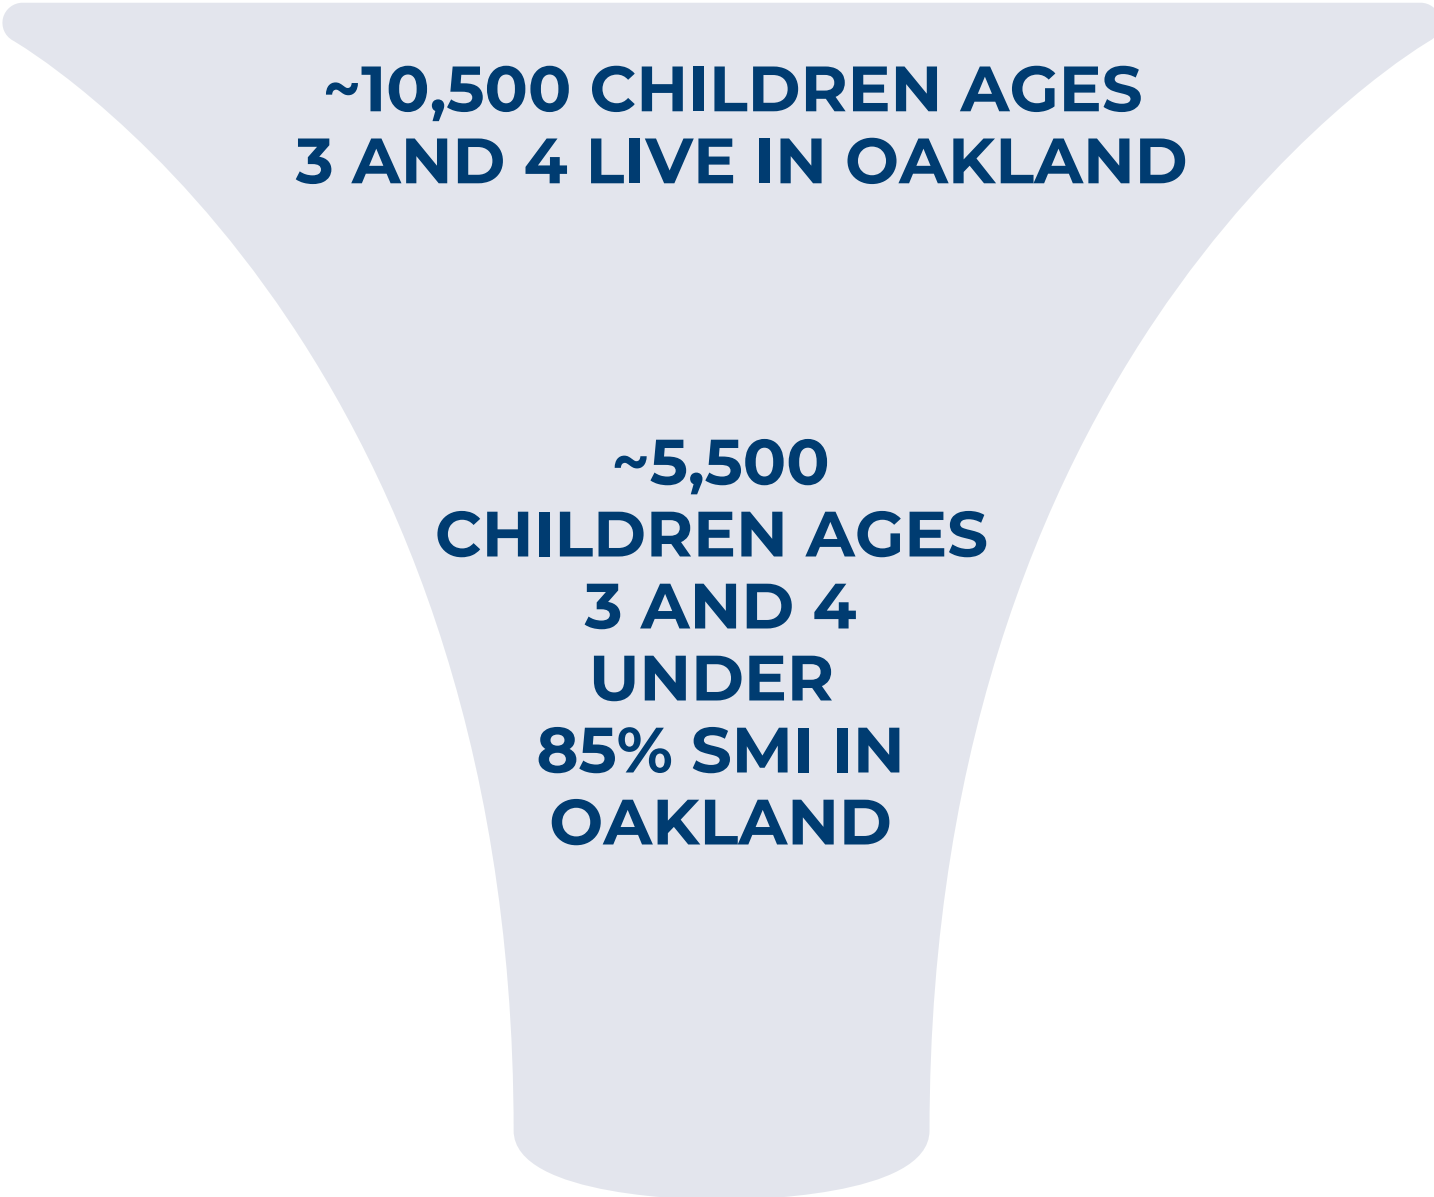 ~10,500 CHILDREN AGES
3 AND 4 LIVE IN OAKLAND
~5,500
CHILDREN AGES
3 AND 4
UNDER
85% SMI IN
OAKLAND